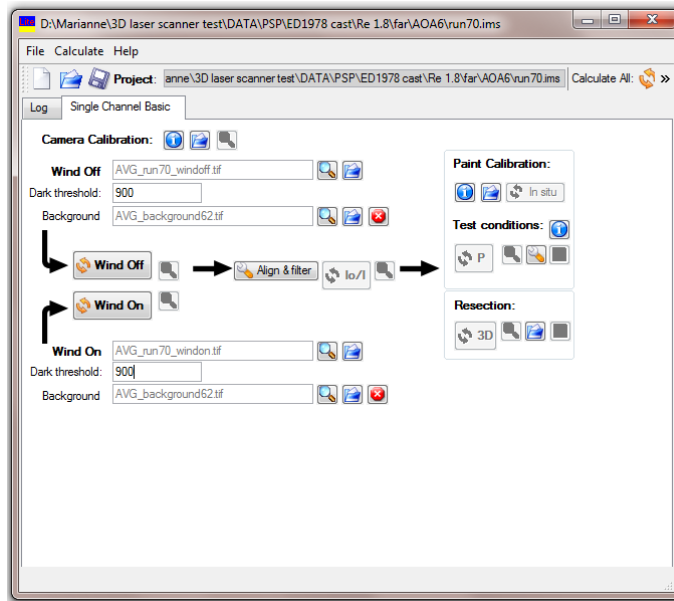 Lite D:\Marianne\3D laser scanner test\DATA\PSP\ED1978 cast\Re 1.8\far\AOA6\run70.ims
File Calculate Help
Project: anne\3D laser scanner test\DATA\PSP\ED1978 cast\Re 1.8\far\AOA6\run70.ims Calculate All: »
Log Single Channel Basic
Camera Calibration:
Wind Off AVG_run70_windoff.tif
Dark threshold: 900
Background AVG_background62.tif
Wind Off
Wind On
Align & filter
Io/I
Wind On AVG_run70_windon.tif
Dark threshold: 900
Background AVG_background62.tif
Paint Calibration:
In situ
Test conditions:
P
Resection:
3D